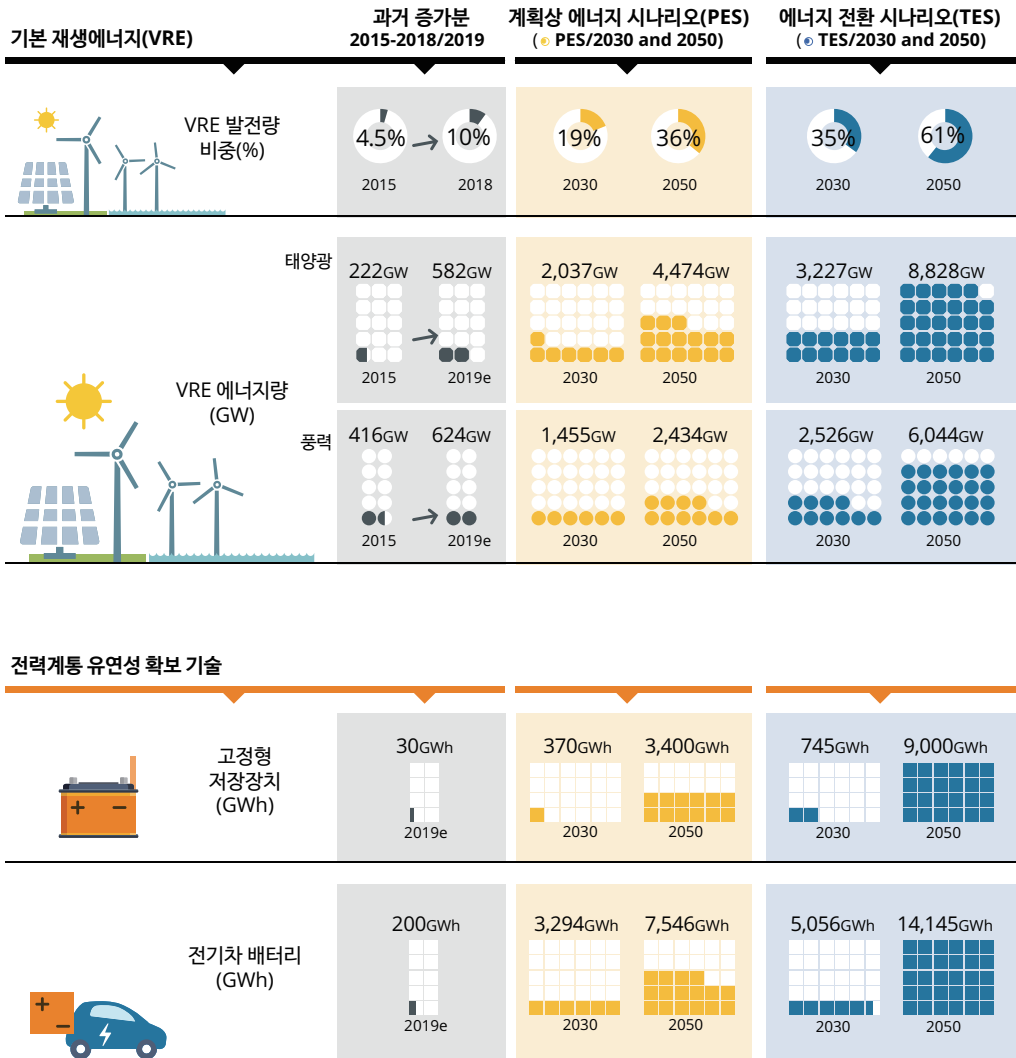 기본 재생에너지(VRE)
과거 증가분
2015-2018/2019
계획상 에너지 시나리오(PES)
( PES/2030 and 2050)
에너지 전환 시나리오(TES)
( TES/2030 and 2050)
VRE 발전량
비중(%)
4.5% 10%
2015 2018
19% 36%
2030 2050
35% 61%
2030 2050
VRE 에너지량
(GW)
태양광
222GW 582GW
2015 2019e
2,037GW 4,474GW
2030 2050
3,227GW 8,828GW
2030 2050
풍력
416GW 624GW
2015 2019e
1,455GW 2,434GW
2030 2050
2,526GW 6,044GW
2030 2050
전력계통 유연성 확보 기술
고정형
저장장치
(GWh)
30GWh
2019e
370GWh 3,400GWh
2030 2050
745GWh 9,000GWh
2030 2050
+ −
전기차 배터리
(GWh)
200GWh
2019e
3,294GWh 7,546GWh
2030 2050
5,056GWh 14,145GWh
2030 2050
+
−